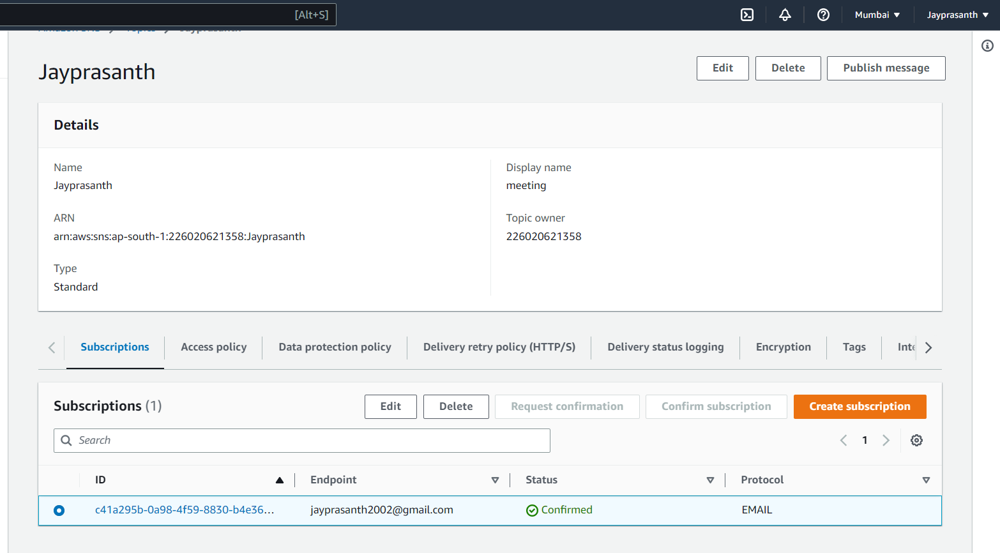 [Alt+S] Mumbai Jayprasanth
Jayprasanth
Edit Delete Publish message
Details
Name
Jayprasanth
Display name
meeting
ARN
arn:aws:sns:ap-south-1:226020621358:Jayprasanth
Topic owner
226020621358
Type
Standard
Subscriptions Access policy Data protection policy Delivery retry policy (HTTP/S) Delivery status logging Encryption Tags
Subscriptions (1) Edit Delete Request confirmation Confirm subscription Create subscription
Search 1
ID Endpoint Status Protocol
c41a295b-0a98-4f59-8830-b4e36... jayprasanth2002@gmail.com Confirmed EMAIL